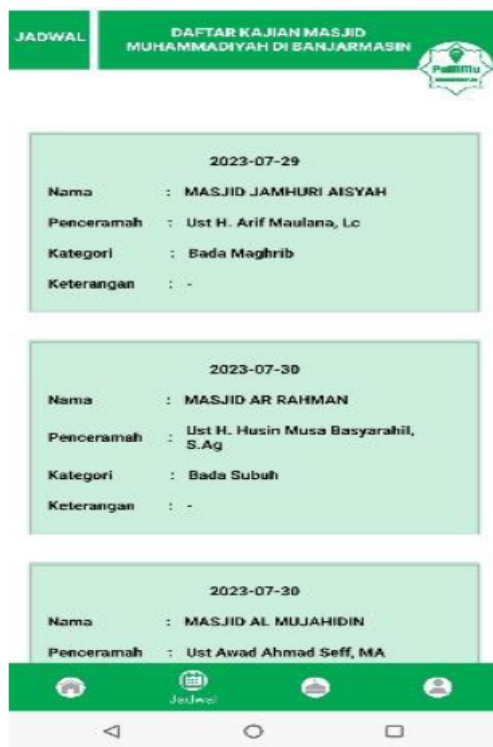 JADWAL
DAFTAR KAJIAN MASJID
MUHAMMADIYAH DI BANJARMASIN
2023-07-29
Nama : MASJID JAMHURI AISYAH
Penceramah : Ust H. Arif Maulana, Lc
Kategori : Bada Maghrib
Keterangan : -
2023-07-30
Nama : MASJID AR RAHMAN
Penceramah : Ust H. Husin Musa Basyarahil,
S.Ag
Kategori : Bada Subuh
Keterangan : -
2023-07-30
Nama : MASJID AL MUJAHIDIN
Penceramah : Ust Awad Ahmad Seff, MA
Jadwal